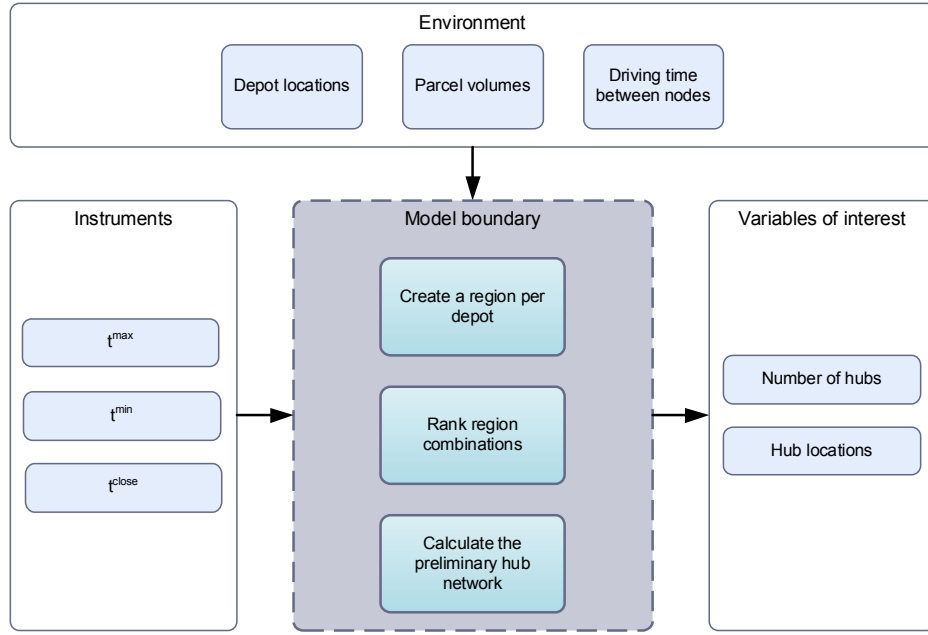 Environment
Depot locations
Parcel volumes
Driving time
between nodes
Instruments
t^max
t^min
t^close
Model boundary
Create a region per
depot
Rank region
combinations
Calculate the
preliminary hub
network
Variables of interest
Number of hubs
Hub locations